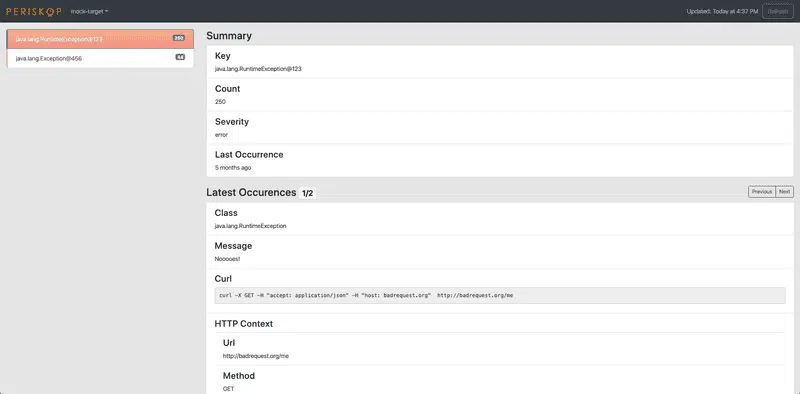 PERISKOP
mock-target
Updated: Today at 4:37 PM
Refresh
java.lang.RuntimeException@123
250
java.lang.Exception@456
64
Summary
Key
java.lang.RuntimeException@123
Count
250
Severity
error
Last Occurrence
5 months ago
Latest Occurences 1/2
Previous
Next
Class
java.lang.RuntimeException
Message
Nooooes!
Curl
curl -X GET -H "accept: application/json" -H "host: badrequest.org"  http://badrequest.org/me
HTTP Context
Url
http://badrequest.org/me
Method
GET